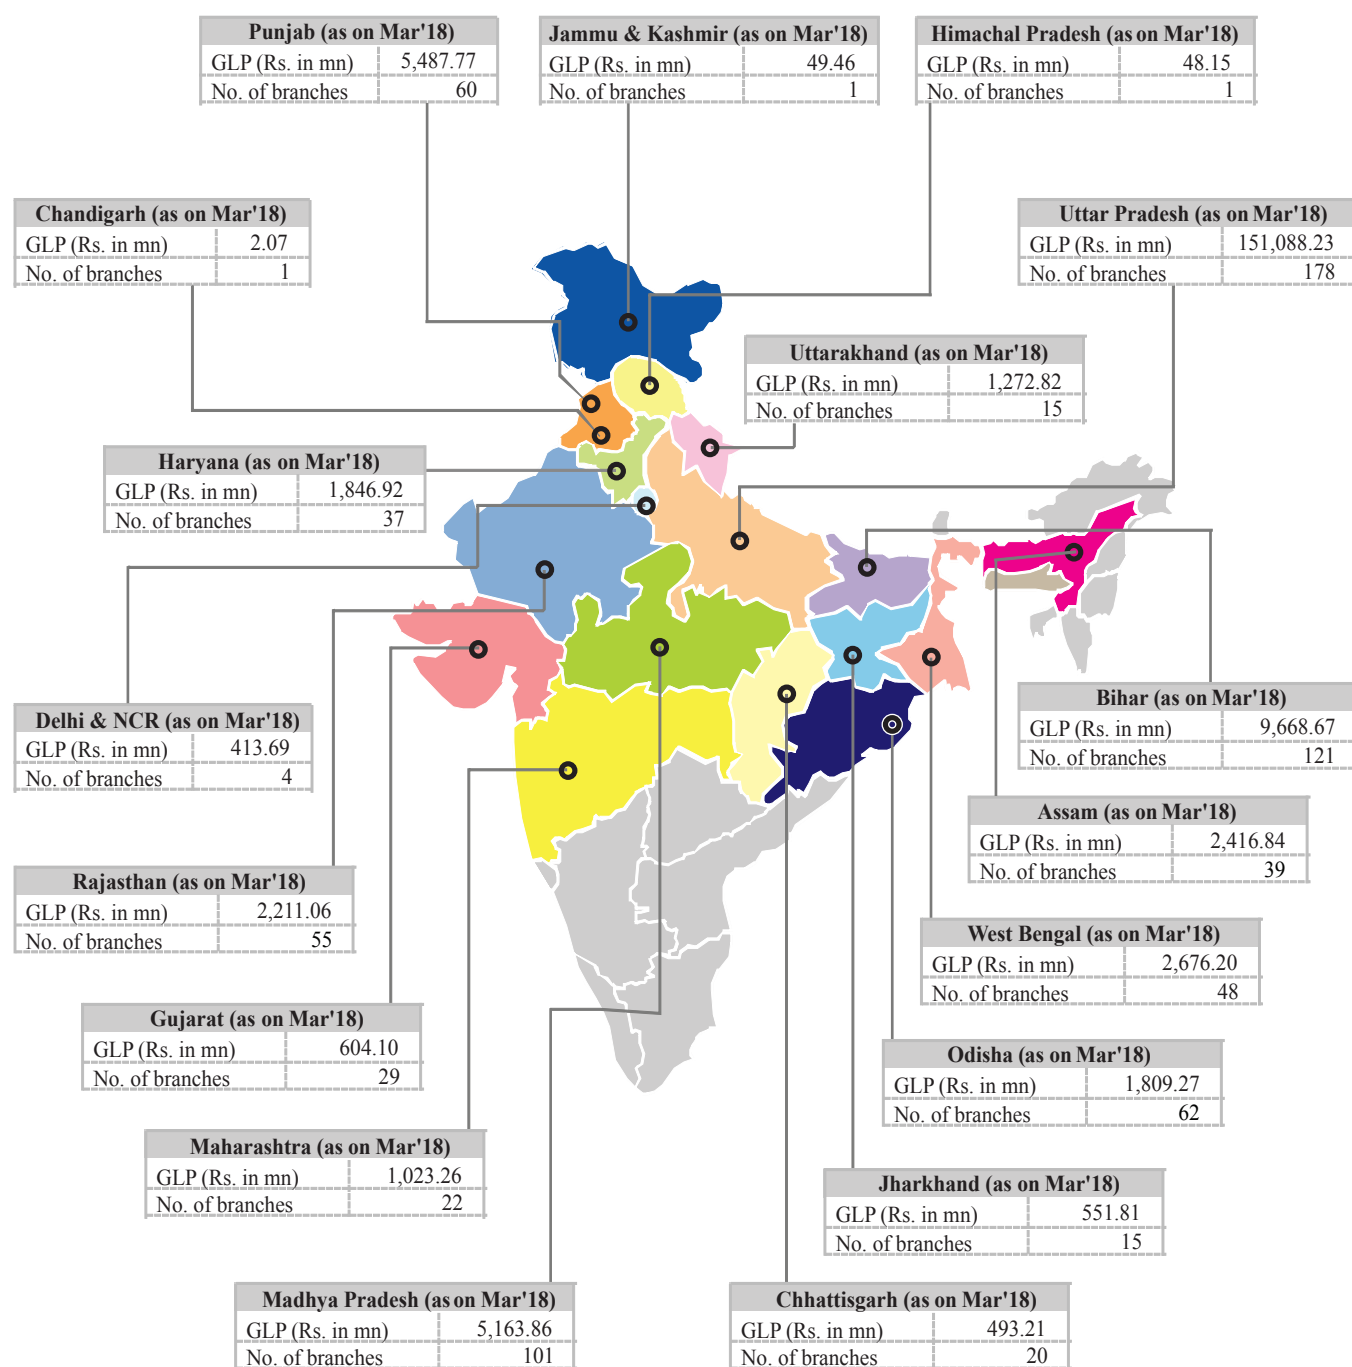 Punjab (as on Mar'18)
GLP (Rs. in mn) 5,487.77
No. of branches 60
Jammu & Kashmir (as on Mar'18)
GLP (Rs. in mn) 49.46
No. of branches 1
Himachal Pradesh (as on Mar'18)
GLP (Rs. in mn) 48.15
No. of branches 1
Chandigarh (as on Mar'18)
GLP (Rs. in mn) 2.07
No. of branches 1
Uttar Pradesh (as on Mar'18)
GLP (Rs. in mn) 151,088.23
No. of branches 178
Uttarakhand (as on Mar'18)
GLP (Rs. in mn) 1,272.82
No. of branches 15
Haryana (as on Mar'18)
GLP (Rs. in mn) 1,846.92
No. of branches 37
Delhi & NCR (as on Mar'18)
GLP (Rs. in mn) 413.69
No. of branches 4
Bihar (as on Mar'18)
GLP (Rs. in mn) 9,668.67
No. of branches 121
Assam (as on Mar'18)
GLP (Rs. in mn) 2,416.84
No. of branches 39
Rajasthan (as on Mar'18)
GLP (Rs. in mn) 2,211.06
No. of branches 55
West Bengal (as on Mar'18)
GLP (Rs. in mn) 2,676.20
No. of branches 48
Gujarat (as on Mar'18)
GLP (Rs. in mn) 604.10
No. of branches 29
Odisha (as on Mar'18)
GLP (Rs. in mn) 1,809.27
No. of branches 62
Maharashtra (as on Mar'18)
GLP (Rs. in mn) 1,023.26
No. of branches 22
Jharkhand (as on Mar'18)
GLP (Rs. in mn) 551.81
No. of branches 15
Madhya Pradesh (as on Mar'18)
GLP (Rs. in mn) 5,163.86
No. of branches 101
Chhattisgarh (as on Mar'18)
GLP (Rs. in mn) 493.21
No. of branches 20